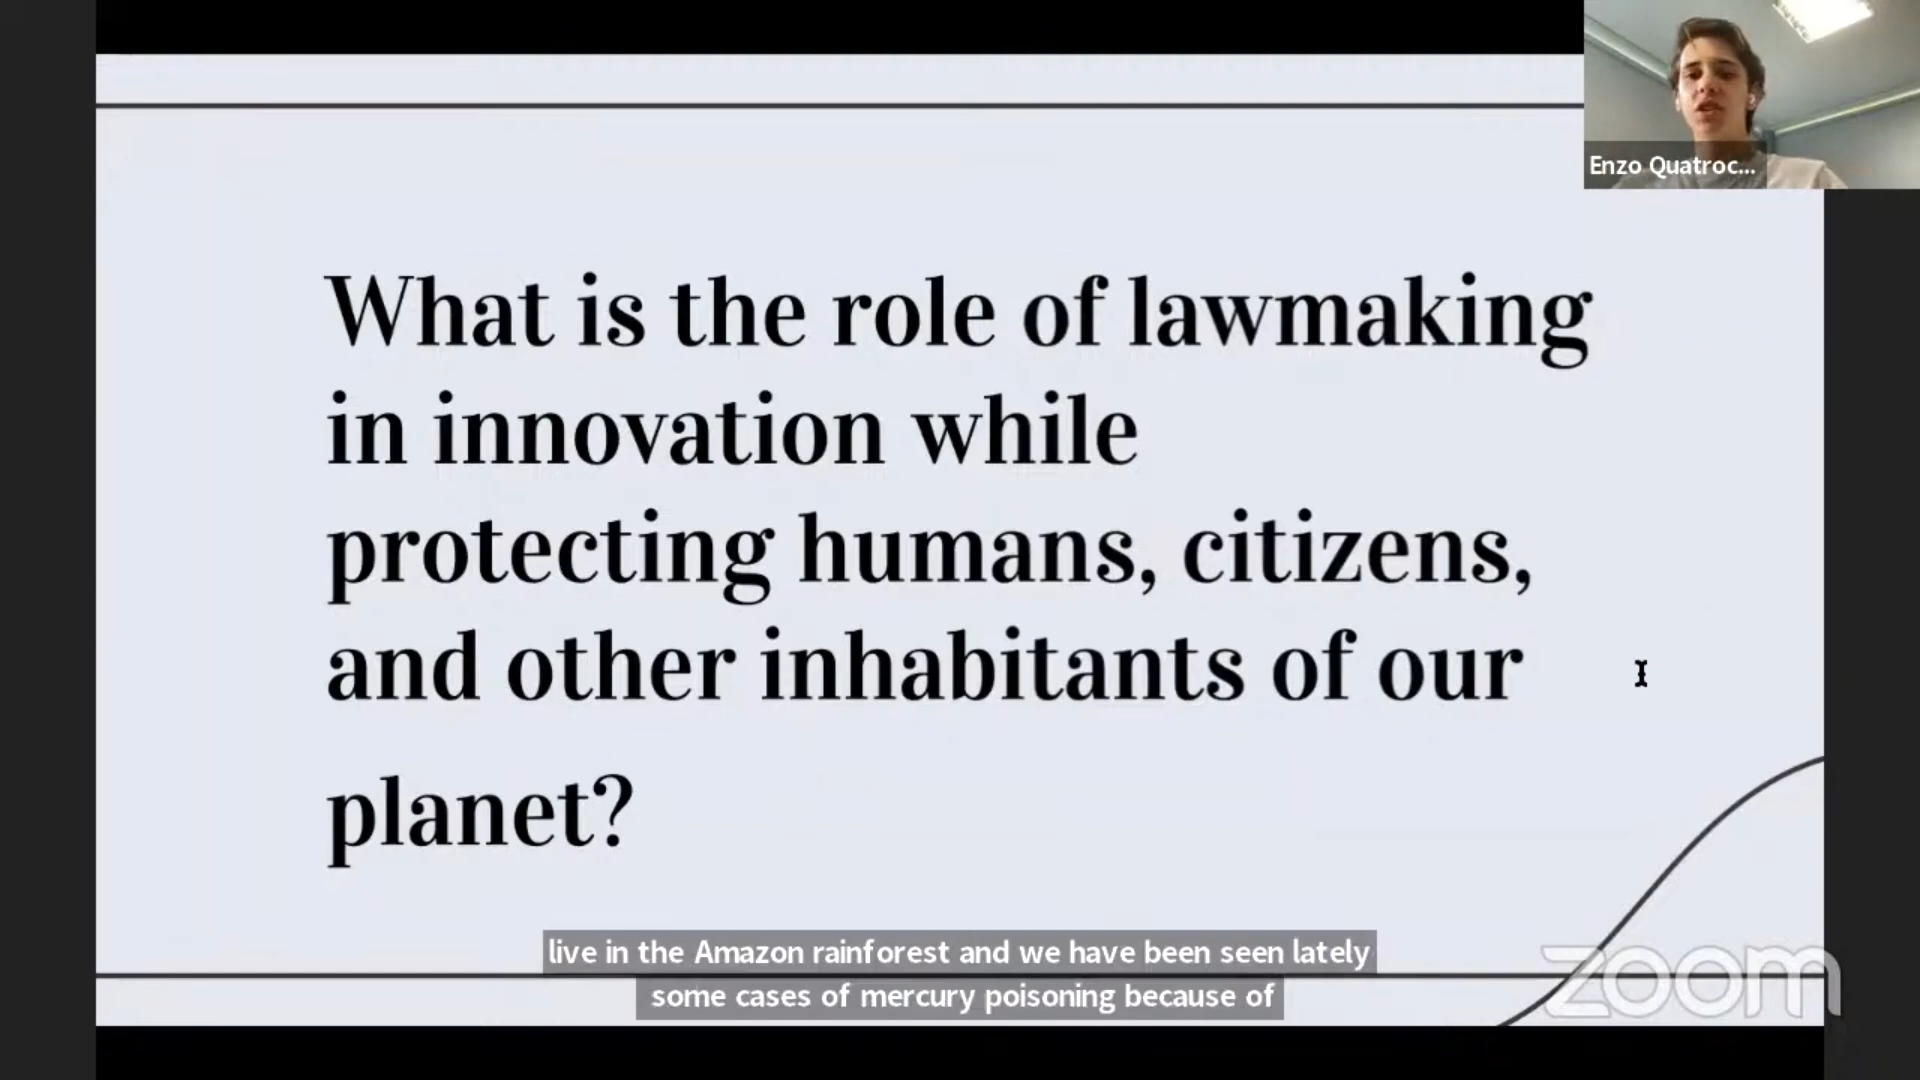 Enzo Quatroc...
What is the role of lawmaking
in innovation while
protecting humans, citizens,
and other inhabitants of our
planet?
live in the Amazon rainforest and we have been seen lately
some cases of mercury poisoning because of
zoom